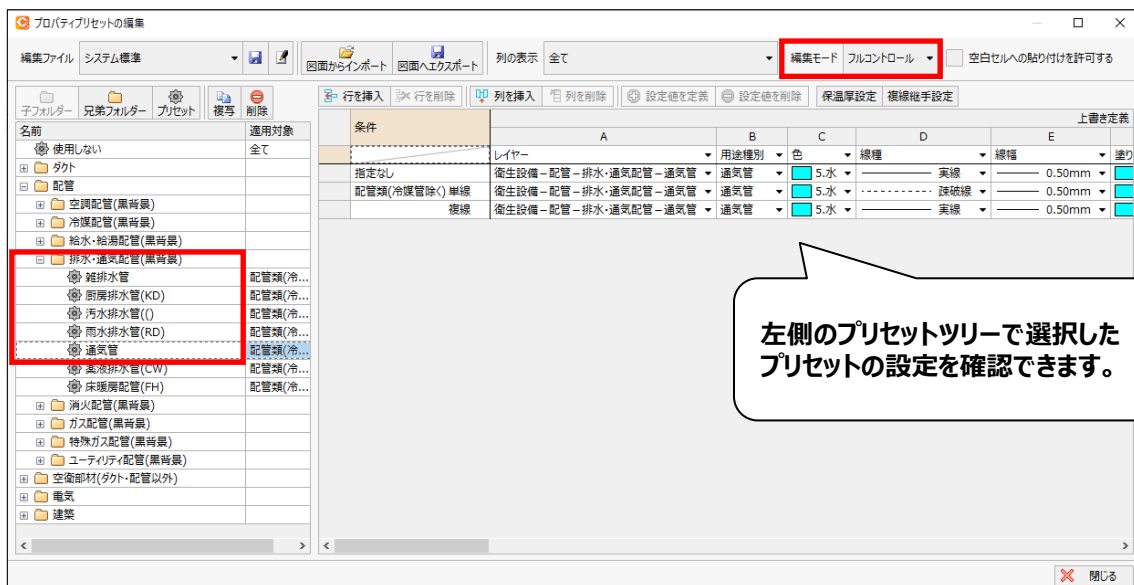 プロパティプリセットの編集
編集ファイル システム標準 図面からインポート 図面へエクスポート 列の表示 全て 編集モード フルコントロール 空白セルへの貼り付けを許可する
子フォルダー 兄弟フォルダー プリセット 複写 削除 行を挿入 行を削除 列を挿入 列を削除 設定値を定義 設定値を削除 保温厚設定 複線継手設定
名前 適用対象
使用しない 全て
ダクト
配管
空調配管(黒背景)
冷媒配管(黒背景)
給水・給湯配管(黒背景)
排水・通気配管(黒背景)
雑排水管 配管類(冷...
厨房排水管(KD) 配管類(冷...
汚水排水管(() 配管類(冷...
雨水排水管(RD) 配管類(冷...
通気管 配管類(冷...
薬液排水管(CW) 配管類(冷...
床暖房配管(FH) 配管類(冷...
消火配管(黒背景)
ガス配管(黒背景)
特殊ガス配管(黒背景)
ユーティリティ配管(黒背景)
空衛部材(ダクト・配管以外)
電気
建築
条件 上書き定義
A B C D E
レイヤー 用途種別 色 線種 線幅 塗り
指定なし 衛生設備－配管－排水・通気配管－通気管 通気管 5.水 実線 0.50mm
配管類(冷媒管除く) 単線 衛生設備－配管－排水・通気配管－通気管 通気管 5.水 疎破線 0.50mm
複線 衛生設備－配管－排水・通気配管－通気管 通気管 5.水 実線 0.50mm
左側のプリセットツリーで選択した
プリセットの設定を確認できます。
閉じる